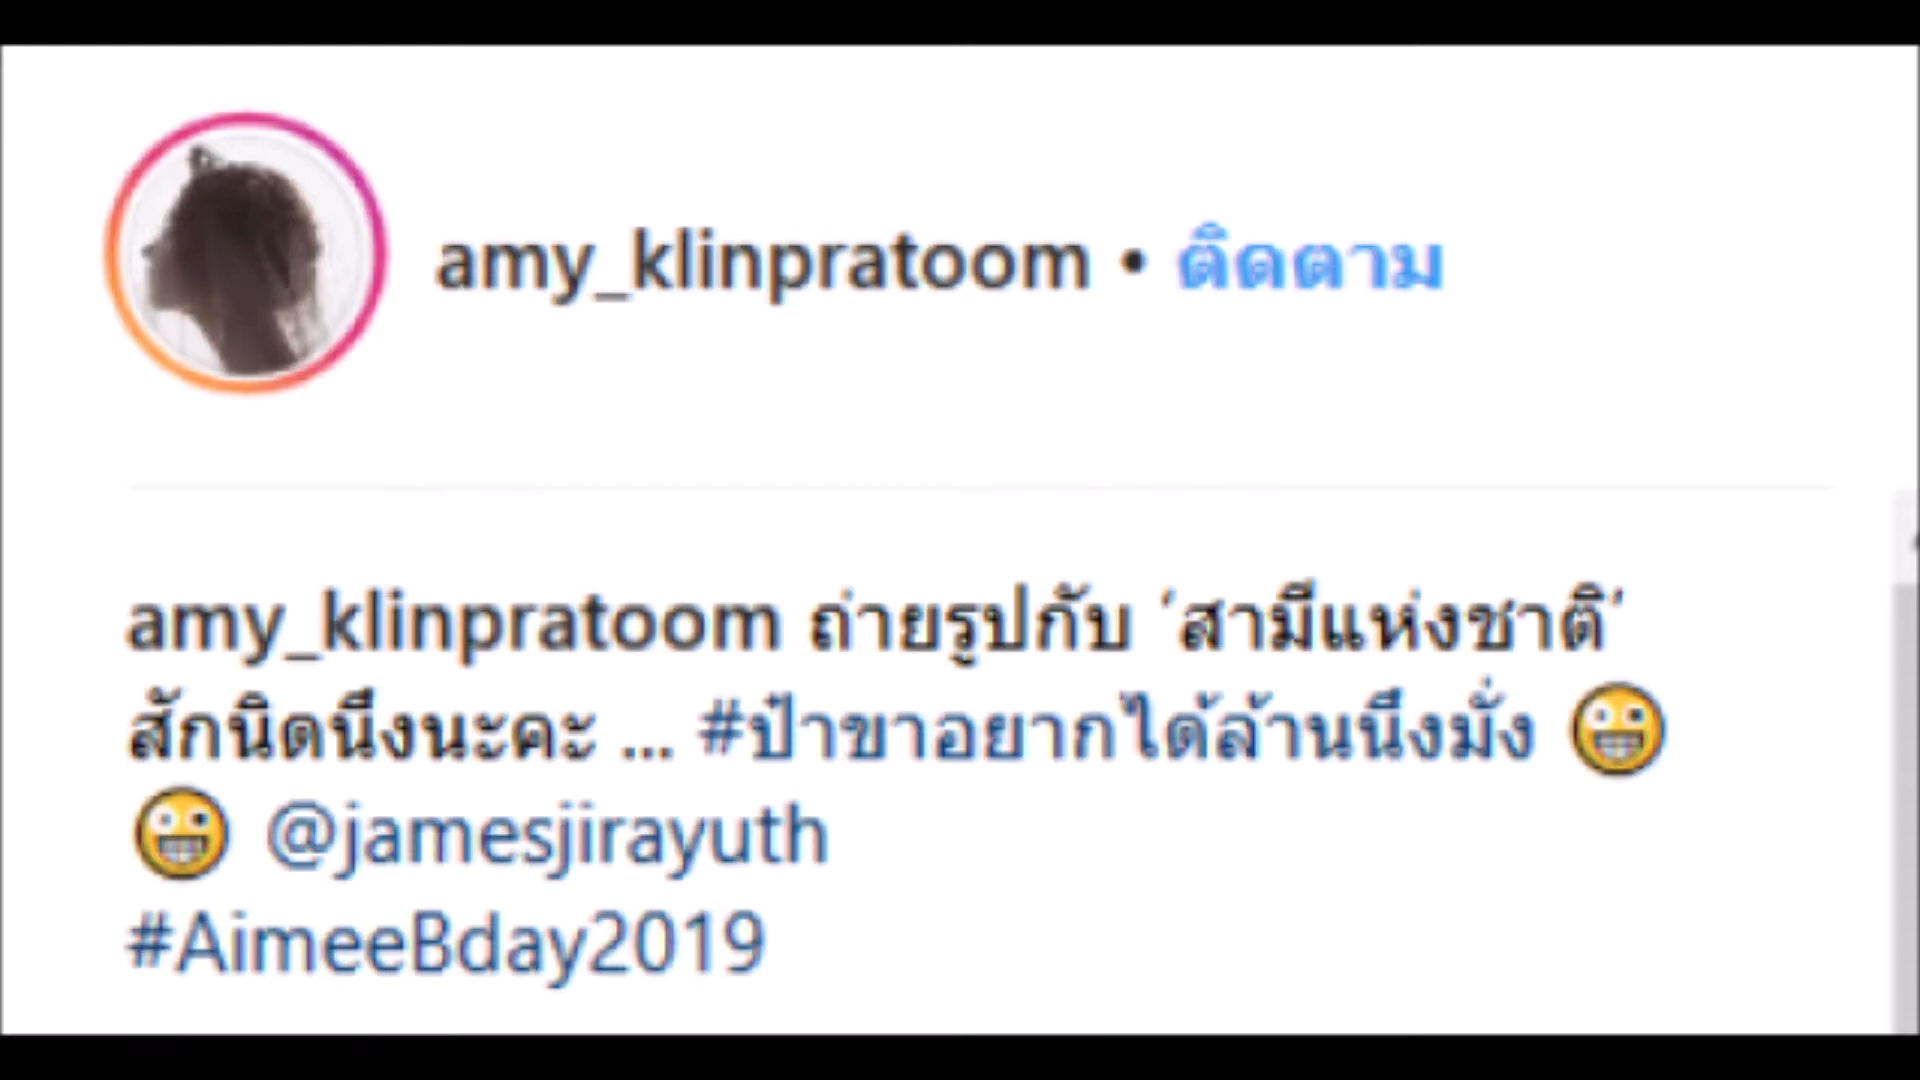 amy_klinpratoom • ติดตาม
amy_klinpratoom ถ่ายรูปกับ ‘สามีแห่งชาติ’
สักนิดนึงนะคะ ... #ป๋าขาอยากได้ล้านนึงมั่ง 😀
😀 @jamesjirayuth
#AimeeBday2019